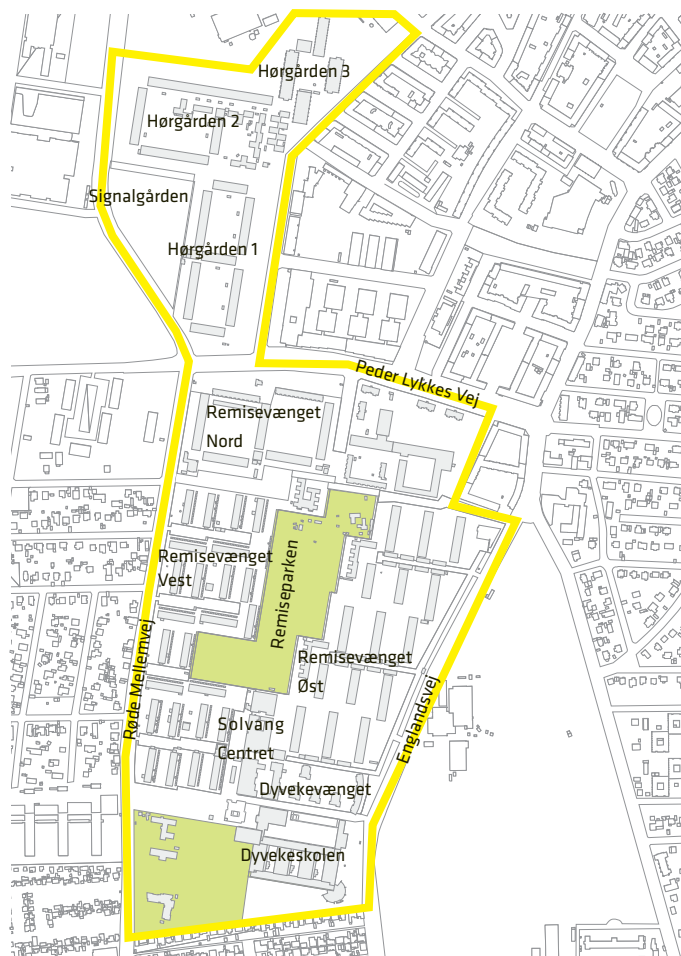 Hørgården 3
Hørgården 2
Signalgården
Hørgården 1
Peder Lykkes Vej
Remisevænget
Nord
Remiseparken
Remisevænget
Vest
Røde Mellemvej
Remisevænget
Øst
Englandsvej
Solvang
Centret
Dyvekevænget
Dyvekeskolen